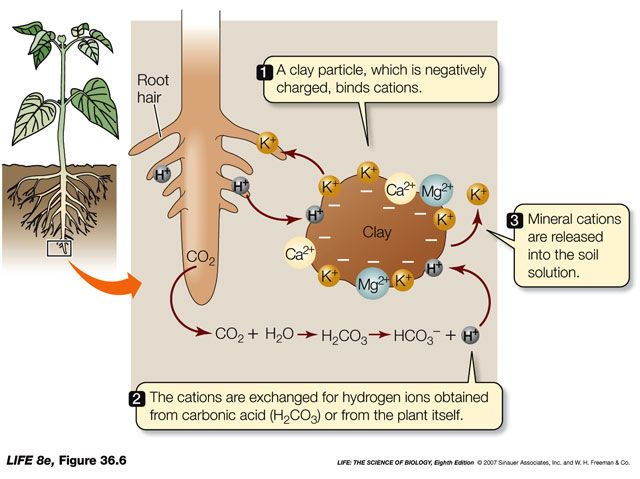 Root
hair
1 A clay particle, which is negatively
charged, binds cations.
K+
K+
K+
K+
Ca2+
Mg2+
K+
H+
H+
H+
Clay
K+
3 Mineral cations
are released
into the soil
solution.
CO2
Ca2+
K+
Mg2+
K+
H+
CO2 + H2O → H2CO3 → HCO3− + H+
2 The cations are exchanged for hydrogen ions obtained
from carbonic acid (H2CO3) or from the plant itself.
LIFE 8e, Figure 36.6
LIFE: THE SCIENCE OF BIOLOGY, Eighth Edition © 2007 Sinauer Associates, Inc. and W. H. Freeman & Co.